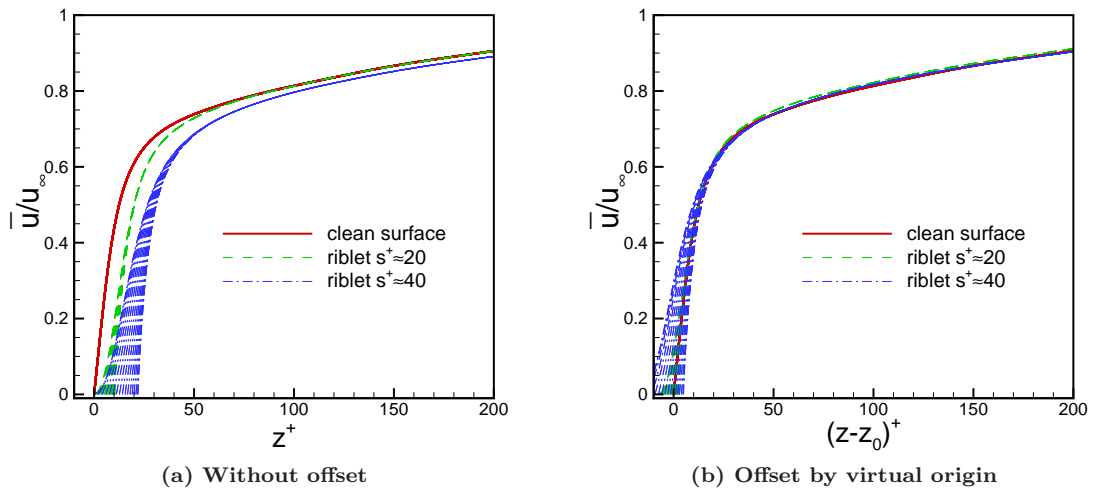 1
0.8
0.6
0.4
0.2
0
u̅/u∞
clean surface
riblet s⁺≈20
riblet s⁺≈40
0 50 100 150 200
z⁺
(a) Without offset
1
0.8
0.6
0.4
0.2
0
u̅/u∞
clean surface
riblet s⁺≈20
riblet s⁺≈40
0 50 100 150 200
(z-z₀)⁺
(b) Offset by virtual origin